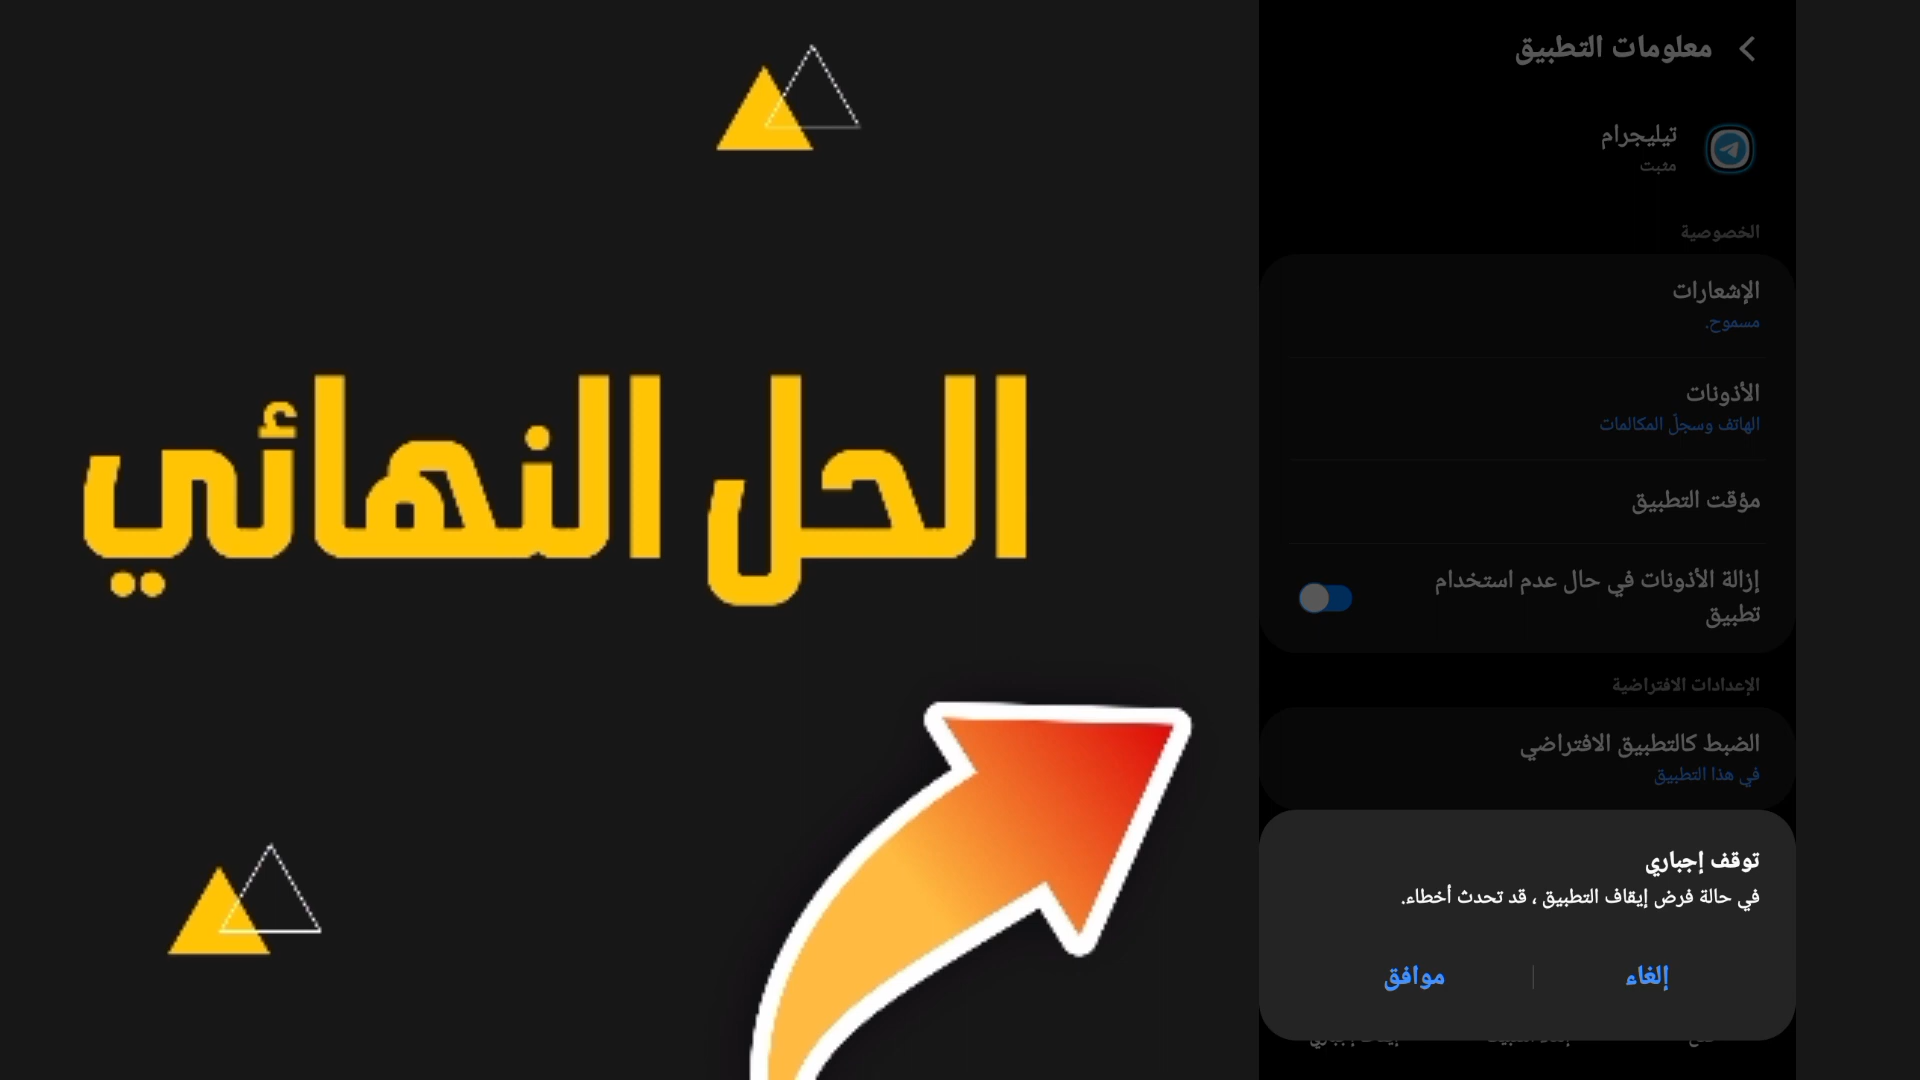 الحل النهائي
معلومات التطبيق
تيليجرام
مثبت
الخصوصية
الإشعارات
مسموح.
الأذونات
الهاتف وسجلّ المكالمات
مؤقت التطبيق
إزالة الأذونات في حال عدم استخدام
تطبيق
الإعدادات الافتراضية
الضبط كالتطبيق الافتراضي
في هذا التطبيق
توقف إجباري
في حالة فرض إيقاف التطبيق ، قد تحدث أخطاء.
إلغاء
موافق